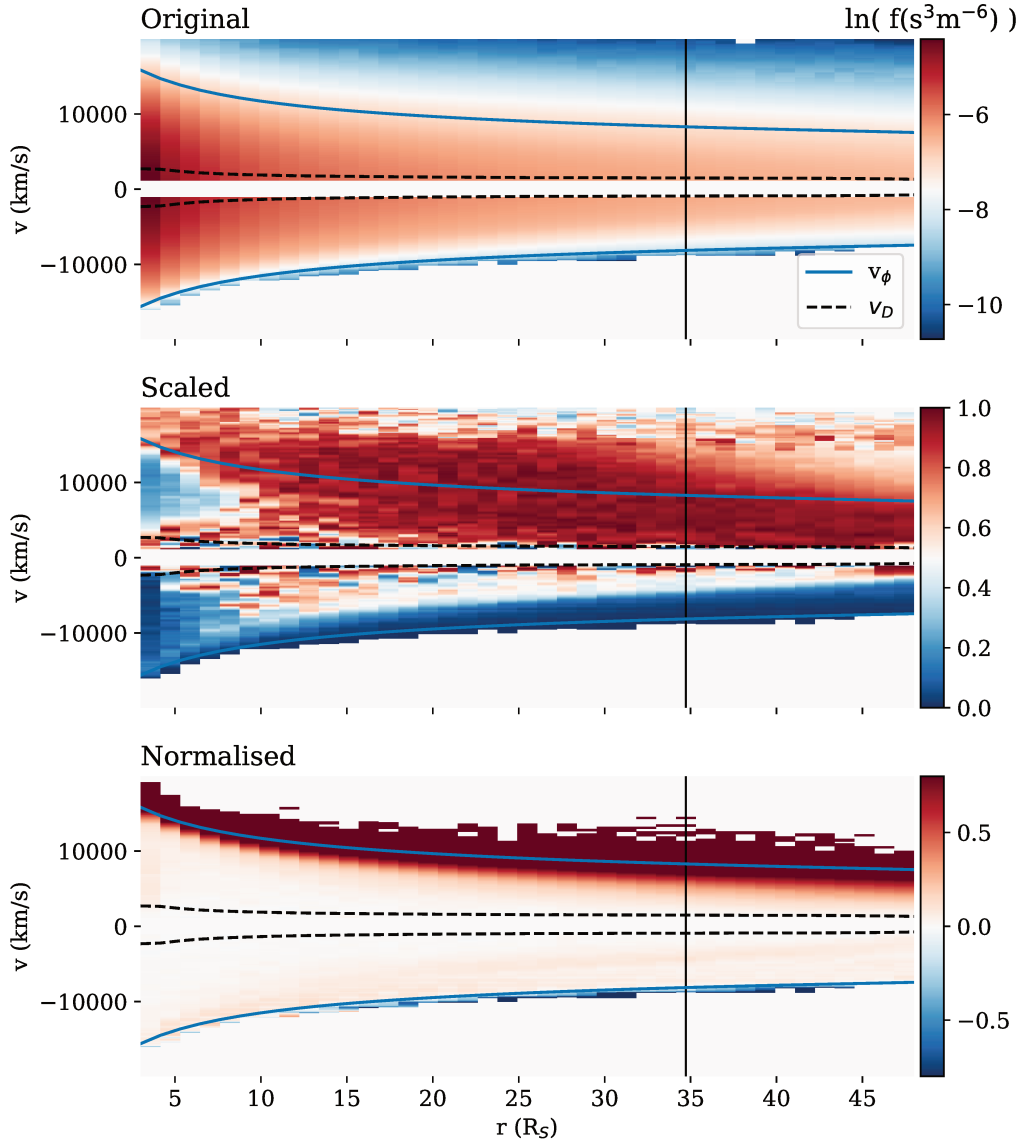 Original
ln( f(s³m⁻⁶) )
10000
0
−10000
v (km/s)
v_ϕ
v_D
−6
−8
−10
Scaled
10000
0
−10000
v (km/s)
1.0
0.8
0.6
0.4
0.2
0.0
Normalised
10000
0
−10000
v (km/s)
0.5
0.0
−0.5
5 10 15 20 25 30 35 40 45
r (R_S)